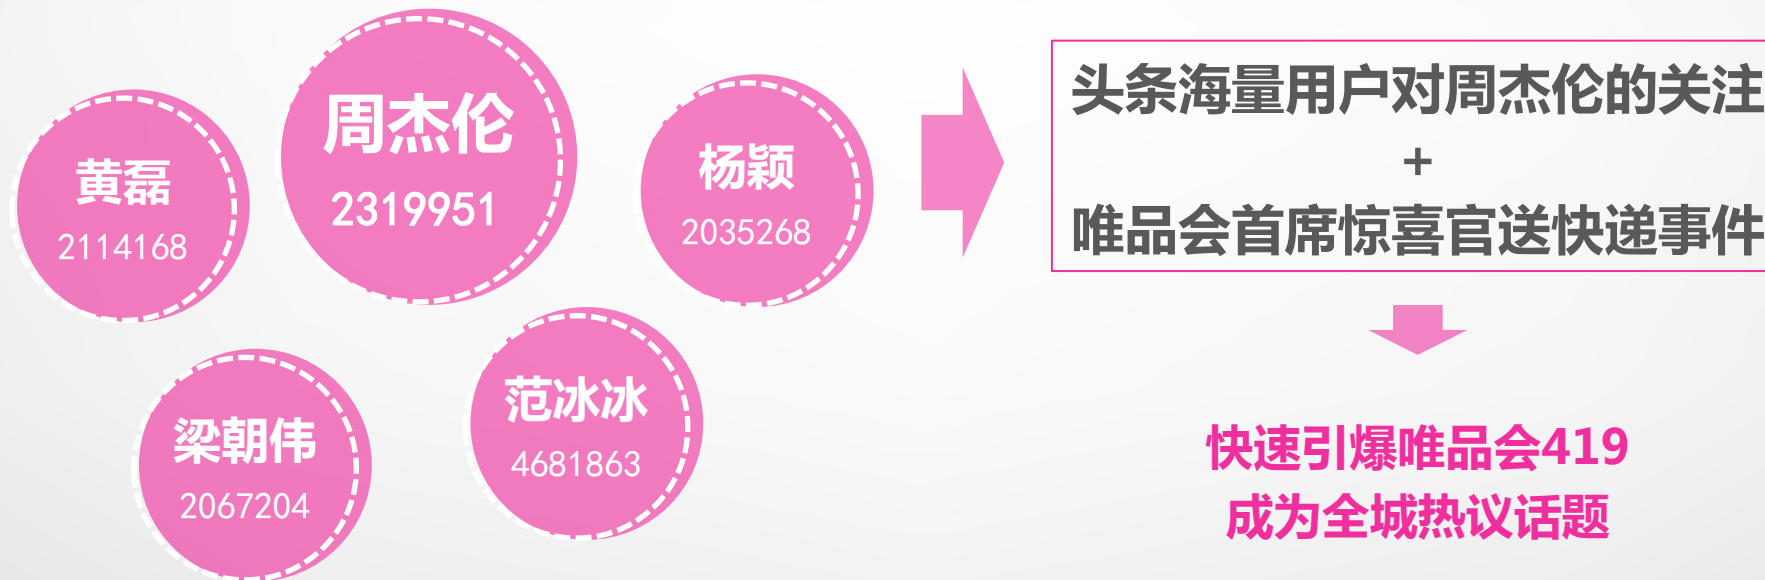 黄磊
2114168
周杰伦
2319951
杨颖
2035268
梁朝伟
2067204
范冰冰
4681863
头条海量用户对周杰伦的关注
+
唯品会首席惊喜官送快递事件
快速引爆唯品会419
成为全城热议话题